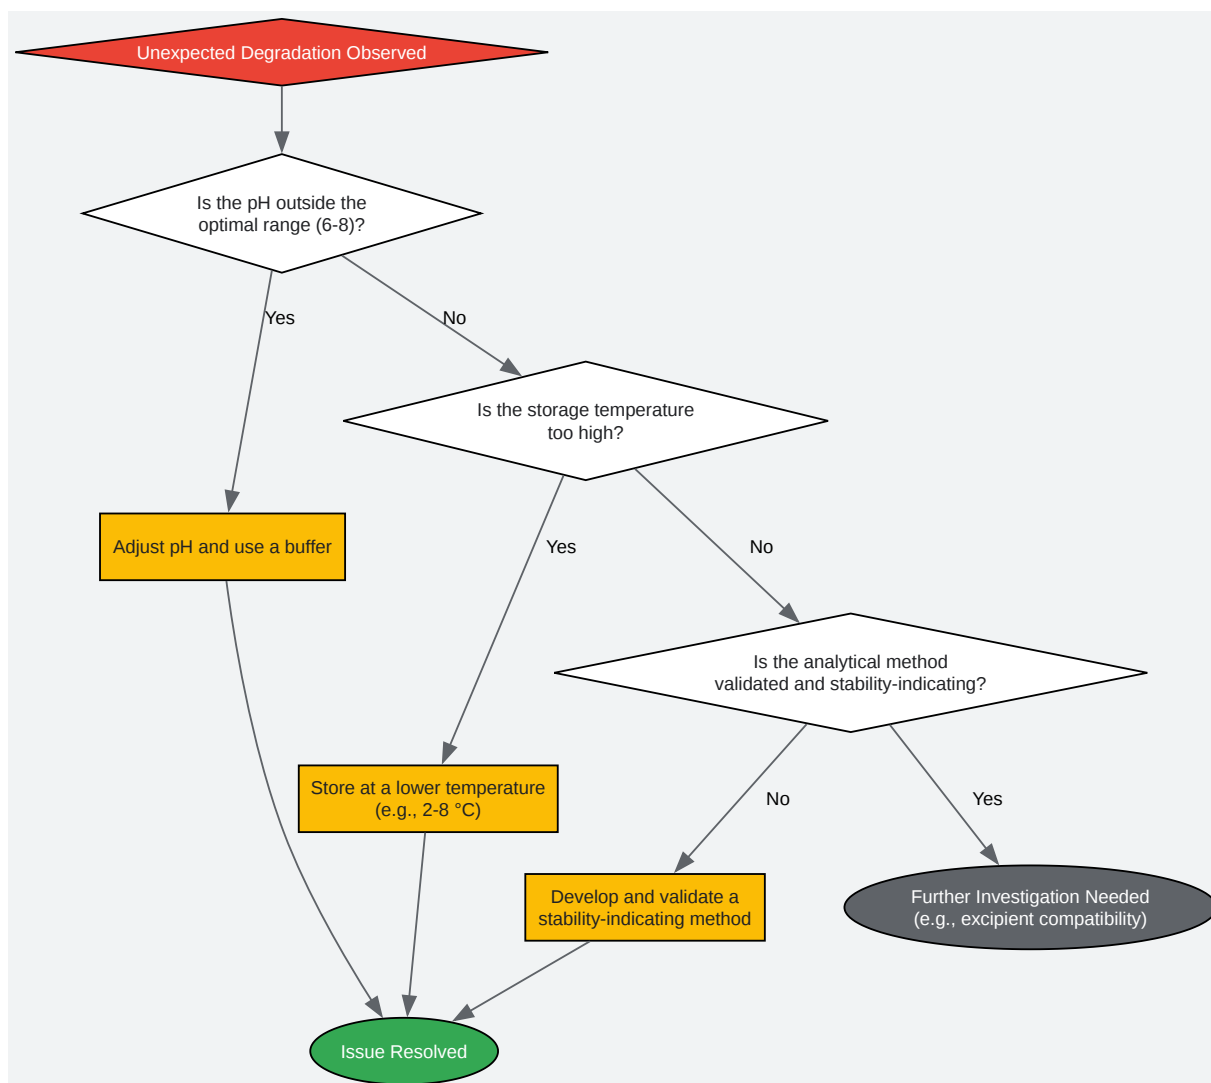 Unexpected Degradation Observed
Is the pH outside the
optimal range (6-8)?
Yes
No
Is the storage temperature
too high?
Adjust pH and use a buffer
Yes
No
Is the analytical method
validated and stability-indicating?
Store at a lower temperature
(e.g., 2-8 °C)
No
Yes
Develop and validate a
stability-indicating method
Further Investigation Needed
(e.g., excipient compatibility)
Issue Resolved